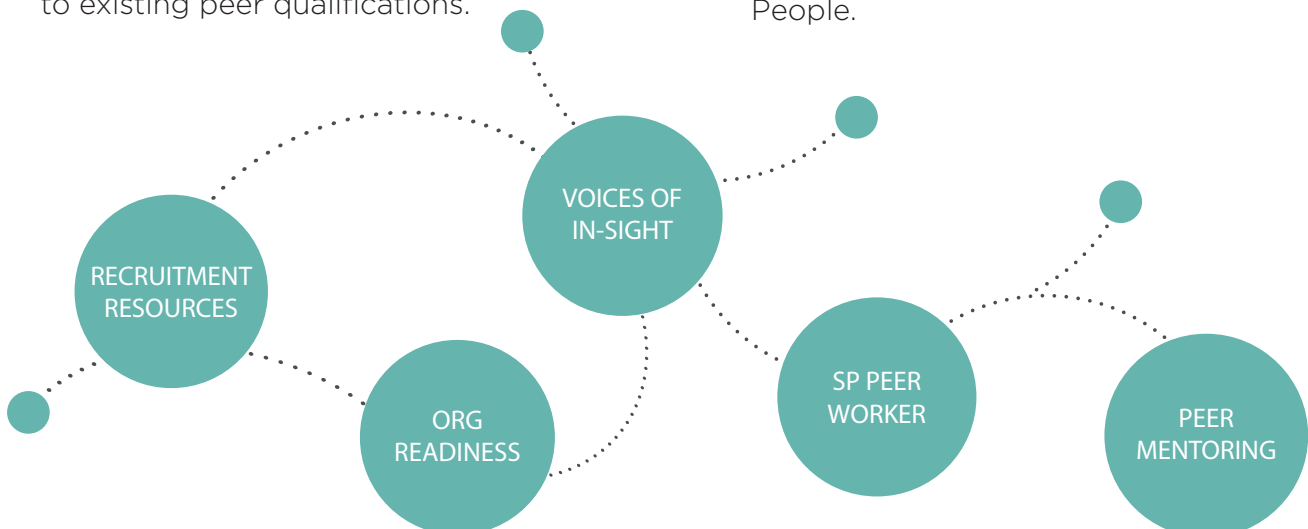 to existing peer qualifications.
People.
VOICES OF
IN-SIGHT
RECRUITMENT
RESOURCES
SP PEER
WORKER
ORG
READINESS
PEER
MENTORING